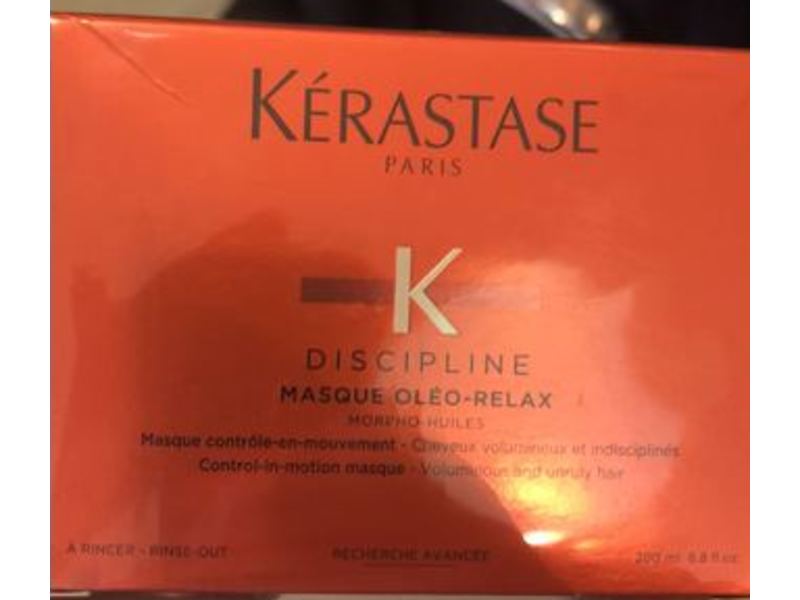 KÉRASTASE
PARIS
K
DISCIPLINE
MASQUE OLÉO-RELAX
MORPHO-HUILES
Masque contrôle-en-mouvement - Cheveux volumineux et indisciplinés
Control-in-motion masque - Voluminous and unruly hair
À RINCER - RINSE-OUT
RECHERCHE AVANCÉE
200 ml 6.8 fl.oz